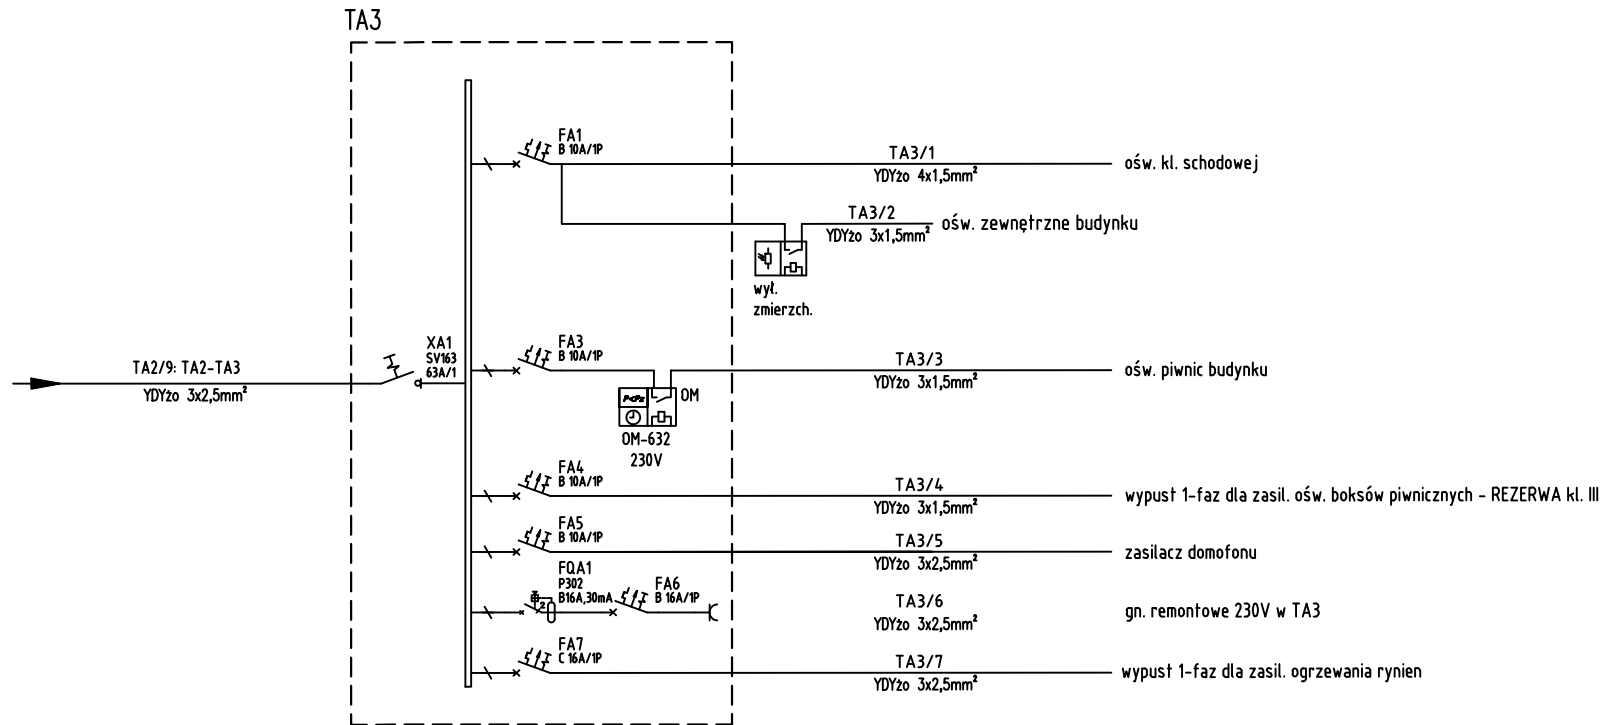 TA3
FA1
B 10A/1P
TA3/1
YDYżo 4x1,5mm²
ośw. kl. schodowej
TA3/2
YDYżo 3x1,5mm²
ośw. zewnętrzne budynku
wył.
zmierzch.
TA2/9: TA2-TA3
YDYżo 3x2,5mm²
XA1
SV163
63A/1
FA3
B 10A/1P
TA3/3
YDYżo 3x1,5mm²
ośw. piwnic budynku
P<Pz
OM
OM-632
230V
FA4
B 10A/1P
TA3/4
YDYżo 3x1,5mm²
wypust 1-faz dla zasil. ośw. boksów piwnicznych - REZERWA kl. III
FA5
B 10A/1P
TA3/5
YDYżo 3x2,5mm²
zasilacz domofonu
FQA1
P302
B16A,30mA
2
FA6
B 16A/1P
TA3/6
YDYżo 3x2,5mm²
gn. remontowe 230V w TA3
FA7
C 16A/1P
TA3/7
YDYżo 3x2,5mm²
wypust 1-faz dla zasil. ogrzewania rynien